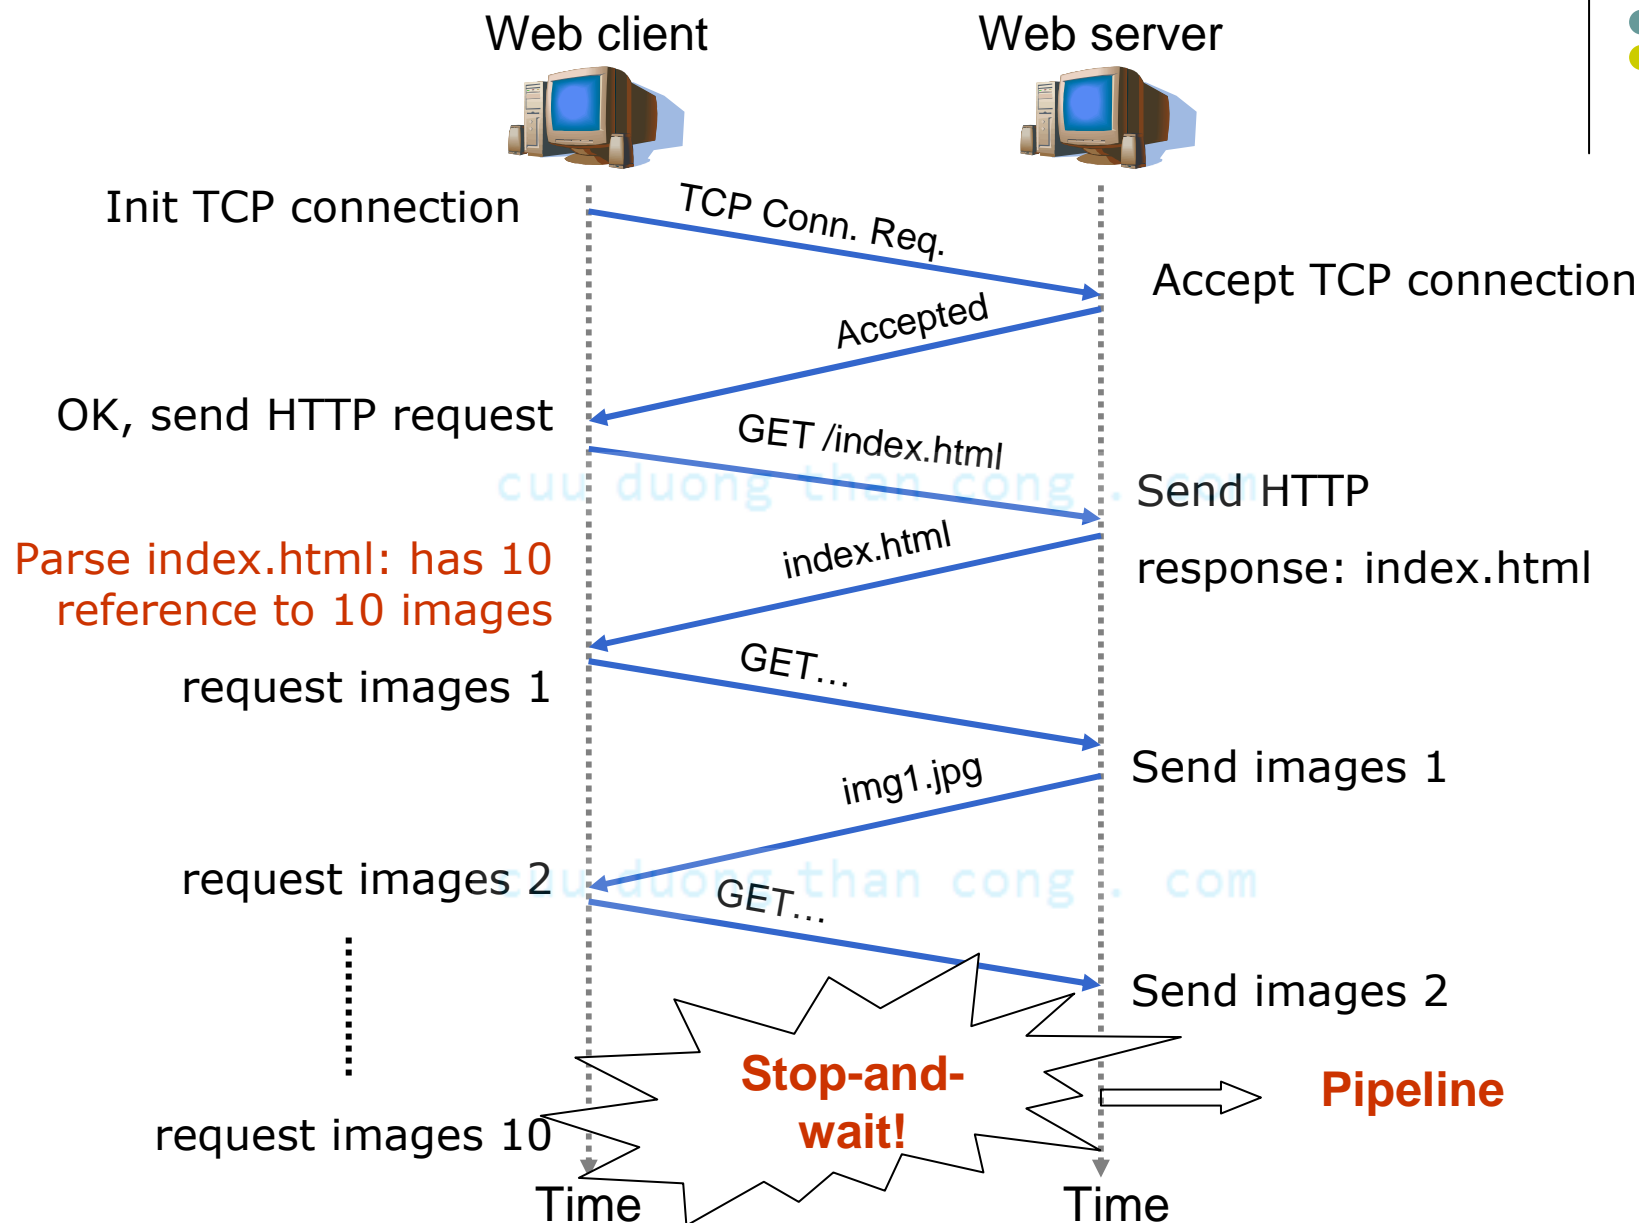 Web client
Web server
Init TCP connection
TCP Conn. Req.
Accept TCP connection
Accepted
OK, send HTTP request
GET /index.html
cuu duong than cong . com
Send HTTP
response: index.html
index.html
Parse index.html: has 10
reference to 10 images
request images 1
GET…
Send images 1
img1.jpg
request images 2
cuu duong than cong . com
GET…
Send images 2
Stop-and-
wait!
Pipeline
request images 10
Time
Time